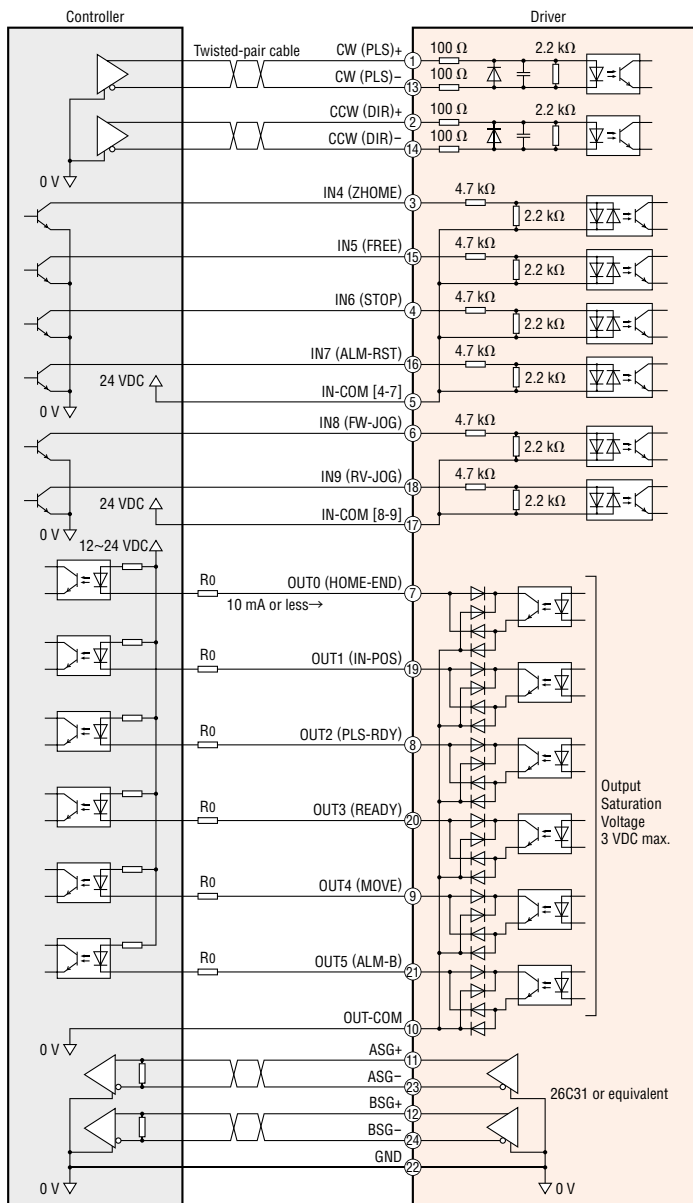 Controller
Driver
Twisted-pair cable
CW (PLS)+
1
100 Ω
2.2 kΩ
CW (PLS)−
13
100 Ω
CCW (DIR)+
2
100 Ω
2.2 kΩ
CCW (DIR)−
14
100 Ω
0 V
IN4 (ZHOME)
3
4.7 kΩ
2.2 kΩ
IN5 (FREE)
15
4.7 kΩ
2.2 kΩ
IN6 (STOP)
4
4.7 kΩ
2.2 kΩ
IN7 (ALM-RST)
16
4.7 kΩ
2.2 kΩ
24 VDC
IN-COM [4-7]
5
0 V
IN8 (FW-JOG)
6
4.7 kΩ
2.2 kΩ
IN9 (RV-JOG)
18
4.7 kΩ
2.2 kΩ
24 VDC
IN-COM [8-9]
17
0 V
12~24 VDC
R0
OUT0 (HOME-END)
7
10 mA or less→
R0
OUT1 (IN-POS)
19
R0
OUT2 (PLS-RDY)
8
R0
OUT3 (READY)
20
R0
OUT4 (MOVE)
9
R0
OUT5 (ALM-B)
21
Output
Saturation
Voltage
3 VDC max.
OUT-COM
10
0 V
ASG+
11
ASG−
23
26C31 or equivalent
BSG+
12
BSG−
24
GND
22
0 V
0 V